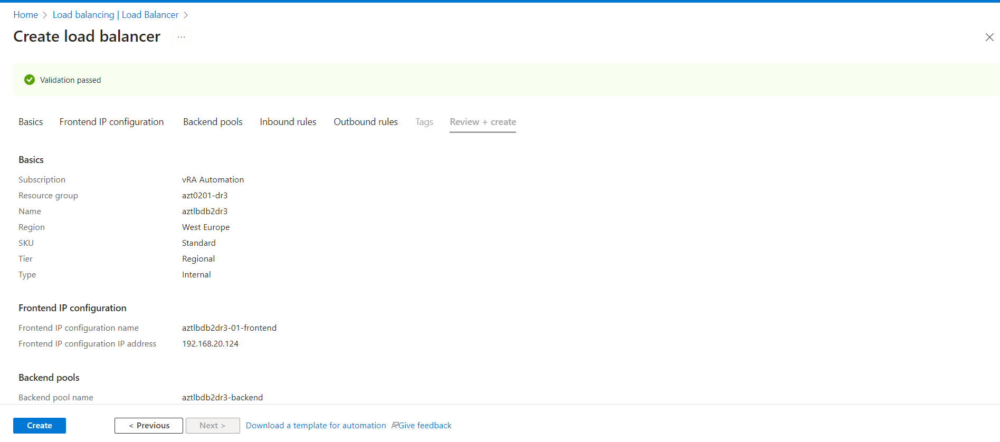 Home > Load balancing | Load Balancer >
Create load balancer ...
Validation passed
Basics Frontend IP configuration Backend pools Inbound rules Outbound rules Tags Review + create
Basics
Subscription vRA Automation
Resource group azt0201-dr3
Name aztlbdb2dr3
Region West Europe
SKU Standard
Tier Regional
Type Internal
Frontend IP configuration
Frontend IP configuration name aztlbdb2dr3-01-frontend
Frontend IP configuration IP address 192.168.20.124
Backend pools
Backend pool name aztlbdb2dr3-backend
Create < Previous Next > Download a template for automation Give feedback